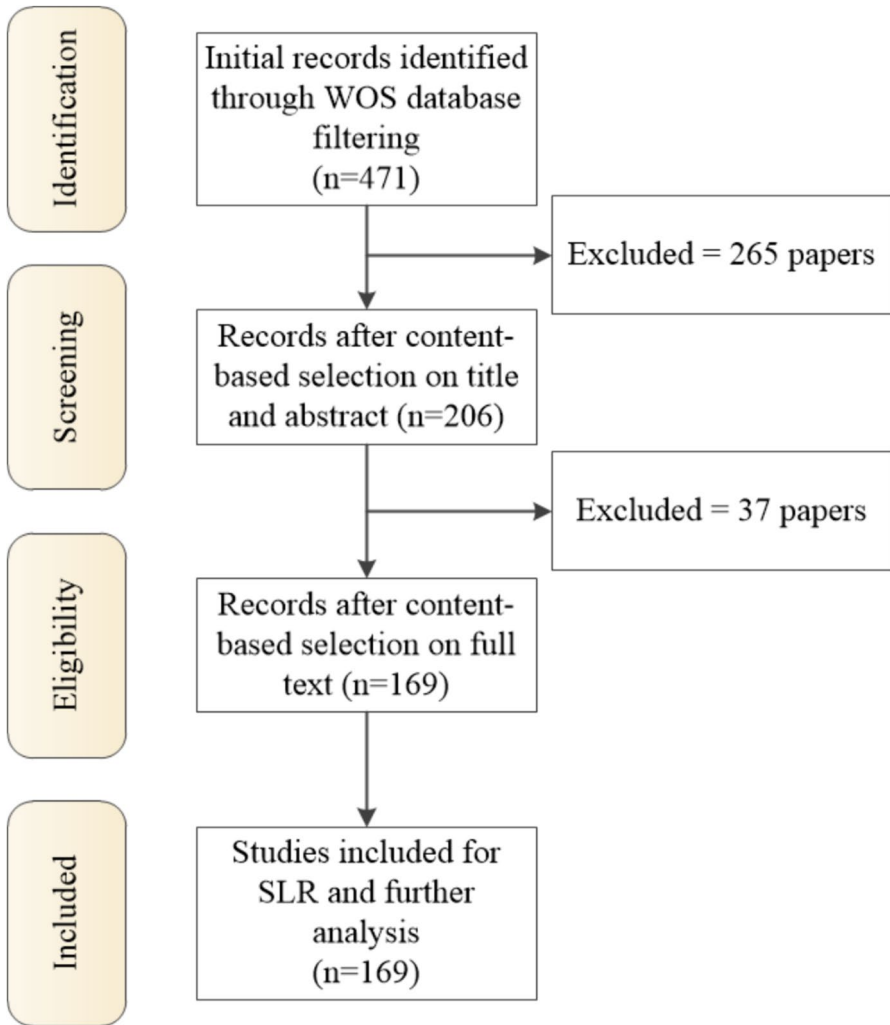 Identification
Initial records identified
through WOS database
filtering
(n=471)
Excluded = 265 papers
Screening
Records after content-
based selection on title
and abstract (n=206)
Excluded = 37 papers
Eligibility
Records after content-
based selection on full
text (n=169)
Included
Studies included for
SLR and further
analysis
(n=169)